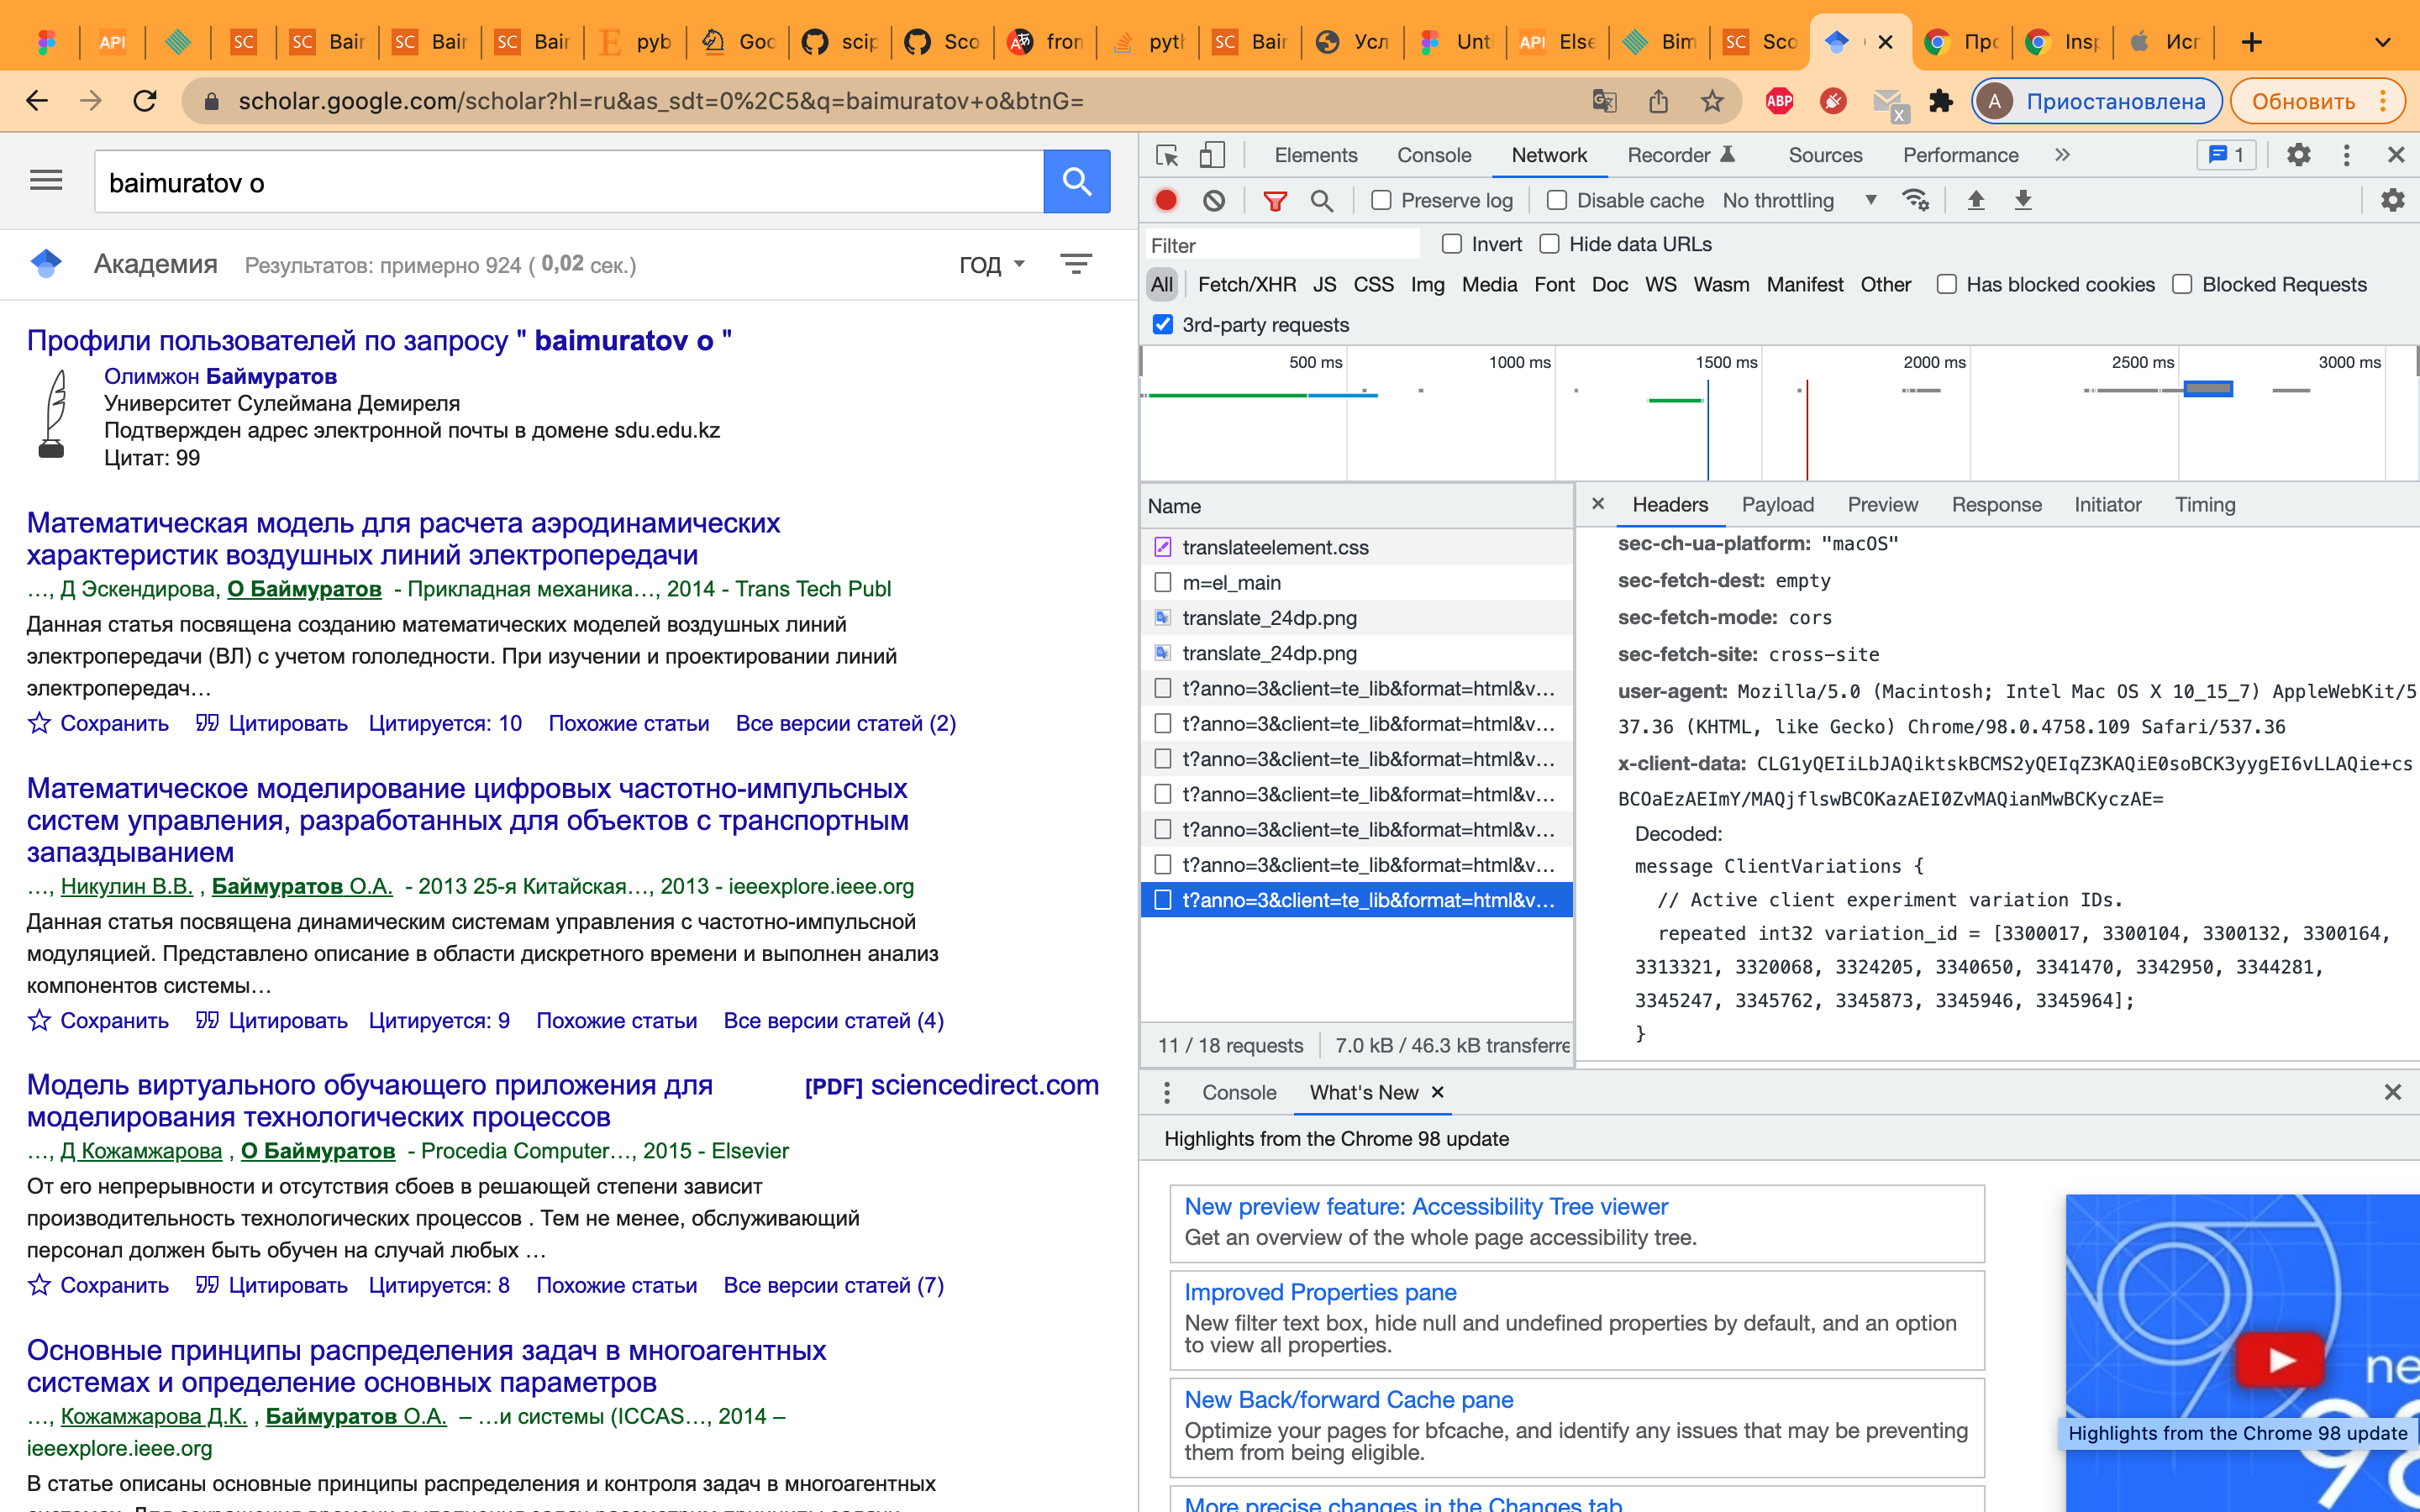 API
SC
SC Bair
SC Bair
SC Bair
E pyb
Goo
scip
Sco
fron
pyth
SC Bair
Усл
Unti
API Else
Bim
SC Sco
Прс
Insp
Исп
scholar.google.com/scholar?hl=ru&as_sdt=0%2C5&q=baimuratov+o&btnG=
ABP
X
A Приостановлена
Обновить
baimuratov o
Академия
Результатов: примерно 924 ( 0,02 сек.)
ГОД
Профили пользователей по запросу " baimuratov o "
Олимжон Баймуратов
Университет Сулеймана Демиреля
Подтвержден адрес электронной почты в домене sdu.edu.kz
Цитат: 99
Математическая модель для расчета аэродинамических
характеристик воздушных линий электропередачи
…, Д Эскендирова, О Баймуратов - Прикладная механика…, 2014 - Trans Tech Publ
Данная статья посвящена созданию математических моделей воздушных линий
электропередачи (ВЛ) с учетом гололедности. При изучении и проектировании линий
электропередач…
Сохранить Цитировать Цитируется: 10 Похожие статьи Все версии статей (2)
Математическое моделирование цифровых частотно-импульсных
систем управления, разработанных для объектов с транспортным
запаздыванием
…, Никулин В.В. , Баймуратов О.А. - 2013 25-я Китайская…, 2013 - ieeexplore.ieee.org
Данная статья посвящена динамическим системам управления с частотно-импульсной
модуляцией. Представлено описание в области дискретного времени и выполнен анализ
компонентов системы…
Сохранить Цитировать Цитируется: 9 Похожие статьи Все версии статей (4)
Модель виртуального обучающего приложения для
моделирования технологических процессов
[PDF] sciencedirect.com
…, Д Кожамжарова , О Баймуратов - Procedia Computer…, 2015 - Elsevier
От его непрерывности и отсутствия сбоев в решающей степени зависит
производительность технологических процессов . Тем не менее, обслуживающий
персонал должен быть обучен на случай любых …
Сохранить Цитировать Цитируется: 8 Похожие статьи Все версии статей (7)
Основные принципы распределения задач в многоагентных
системах и определение основных параметров
…, Кожамжарова Д.К. , Баймуратов О.А. – …и системы (ICCAS…, 2014 –
ieeexplore.ieee.org
В статье описаны основные принципы распределения и контроля задач в многоагентных
Elements Console Network Recorder Sources Performance
1
Preserve log Disable cache No throttling
Filter
Invert Hide data URLs
All Fetch/XHR JS CSS Img Media Font Doc WS Wasm Manifest Other Has blocked cookies Blocked Requests
3rd-party requests
500 ms 1000 ms 1500 ms 2000 ms 2500 ms 3000 ms
Name
translateelement.css
m=el_main
translate_24dp.png
translate_24dp.png
t?anno=3&client=te_lib&format=html&v…
t?anno=3&client=te_lib&format=html&v…
t?anno=3&client=te_lib&format=html&v…
t?anno=3&client=te_lib&format=html&v…
t?anno=3&client=te_lib&format=html&v…
t?anno=3&client=te_lib&format=html&v…
t?anno=3&client=te_lib&format=html&v…
11 / 18 requests 7.0 kB / 46.3 kB transferre
Headers Payload Preview Response Initiator Timing
sec-ch-ua-platform: "macOS"
sec-fetch-dest: empty
sec-fetch-mode: cors
sec-fetch-site: cross-site
user-agent: Mozilla/5.0 (Macintosh; Intel Mac OS X 10_15_7) AppleWebKit/5
37.36 (KHTML, like Gecko) Chrome/98.0.4758.109 Safari/537.36
x-client-data: CLG1yQEIiLbJAQiktskBCMS2yQEIqZ3KAQiE0soBCK3yygEI6vLLAQie+cs
BCOaEzAEImY/MAQjflswBCOKazAEI0ZvMAQianMwBCKyczAE=
Decoded:
message ClientVariations {
// Active client experiment variation IDs.
repeated int32 variation_id = [3300017, 3300104, 3300132, 3300164,
3313321, 3320068, 3324205, 3340650, 3341470, 3342950, 3344281,
3345247, 3345762, 3345873, 3345946, 3345964];
}
Console What's New
Highlights from the Chrome 98 update
New preview feature: Accessibility Tree viewer
Get an overview of the whole page accessibility tree.
Improved Properties pane
New filter text box, hide null and undefined properties by default, and an option
to view all properties.
New Back/forward Cache pane
Optimize your pages for bfcache, and identify any issues that may be preventing
them from being eligible.
More precise changes in the Changes tab
ne
Highlights from the Chrome 98 update
98